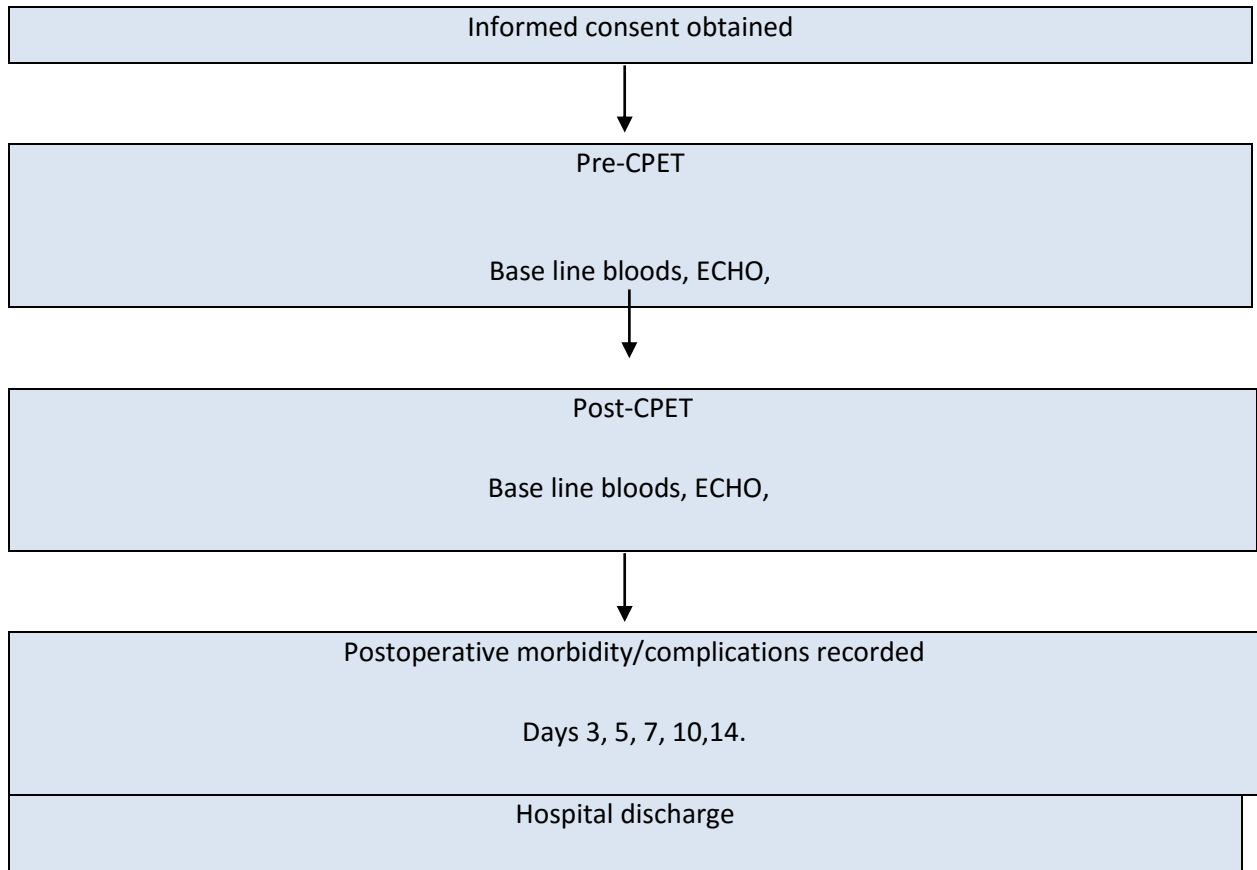 Informed consent obtained
Pre-CPET
Base line bloods, ECHO,
Post-CPET
Base line bloods, ECHO,
Postoperative morbidity/complications recorded
Days 3, 5, 7, 10,14.
Hospital discharge